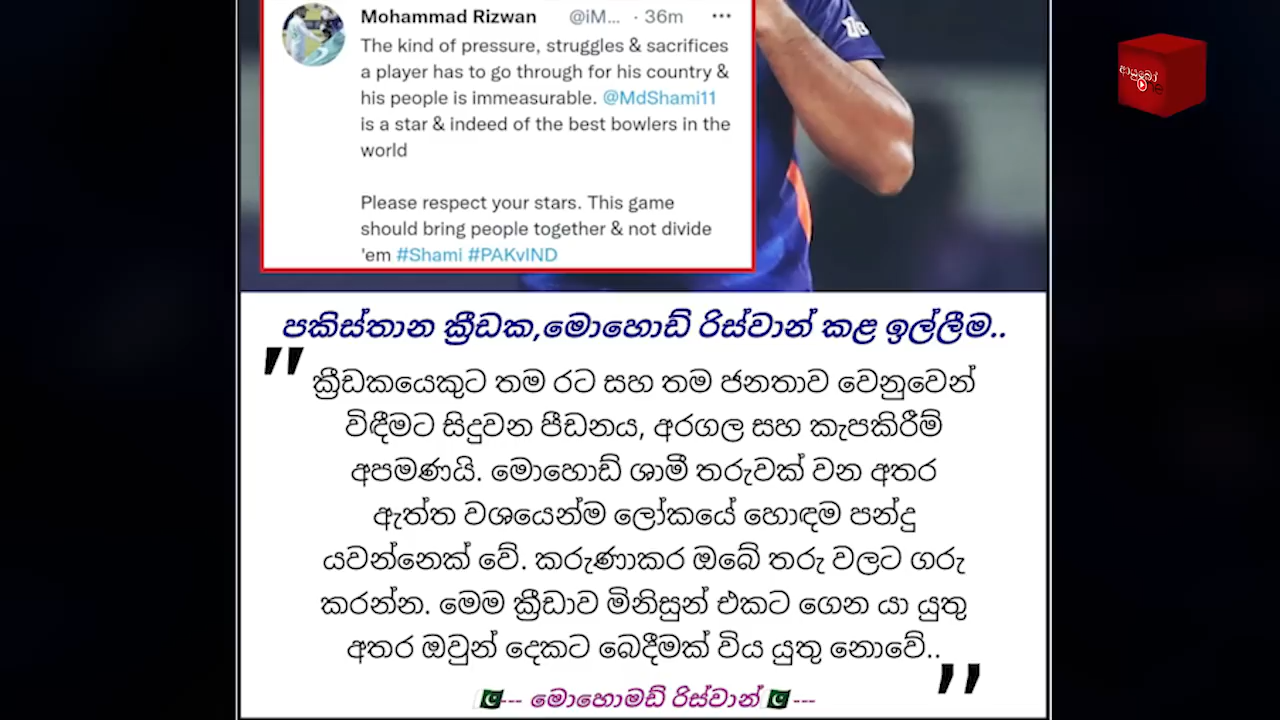 Mohammad Rizwan @iM... · 36m ...
The kind of pressure, struggles & sacrifices
a player has to go through for his country &
his people is immeasurable. @MdShami11
is a star & indeed of the best bowlers in the
world
Please respect your stars. This game
should bring people together & not divide
'em #Shami #PAKvIND
පකිස්තාන ක්‍රීඩක,මොහොඩ් රිස්වාන් කළ ඉල්ලීම..
" ක්‍රීඩකයෙකුට තම රට සහ තම ජනතාව වෙනුවෙන්
විඳීමට සිදුවන පීඩනය, අරගල සහ කැපකිරීම්
අපමණයි. මොහොඩ් ශාමී තරුවක් වන අතර
ඇත්ත වශයෙන්ම ලෝකයේ හොඳම පන්දු
යවන්නෙක් වේ. කරුණාකර ඔබේ තරු වලට ගරු
කරන්න. මෙම ක්‍රීඩාව මිනිසුන් එකට ගෙන යා යුතු
අතර ඔවුන් දෙකට බෙදීමක් විය යුතු නොවේ.. "
🇵🇰--- මොහොමඩ් රිස්වාන් 🇵🇰 ---